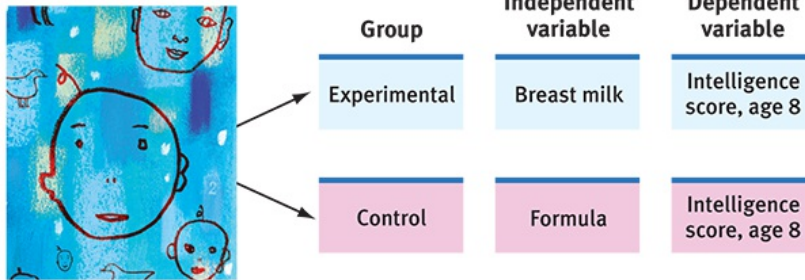 Group
Independent
variable
Dependent
variable
Experimental
Breast milk
Intelligence
score, age 8
Control
Formula
Intelligence
score, age 8